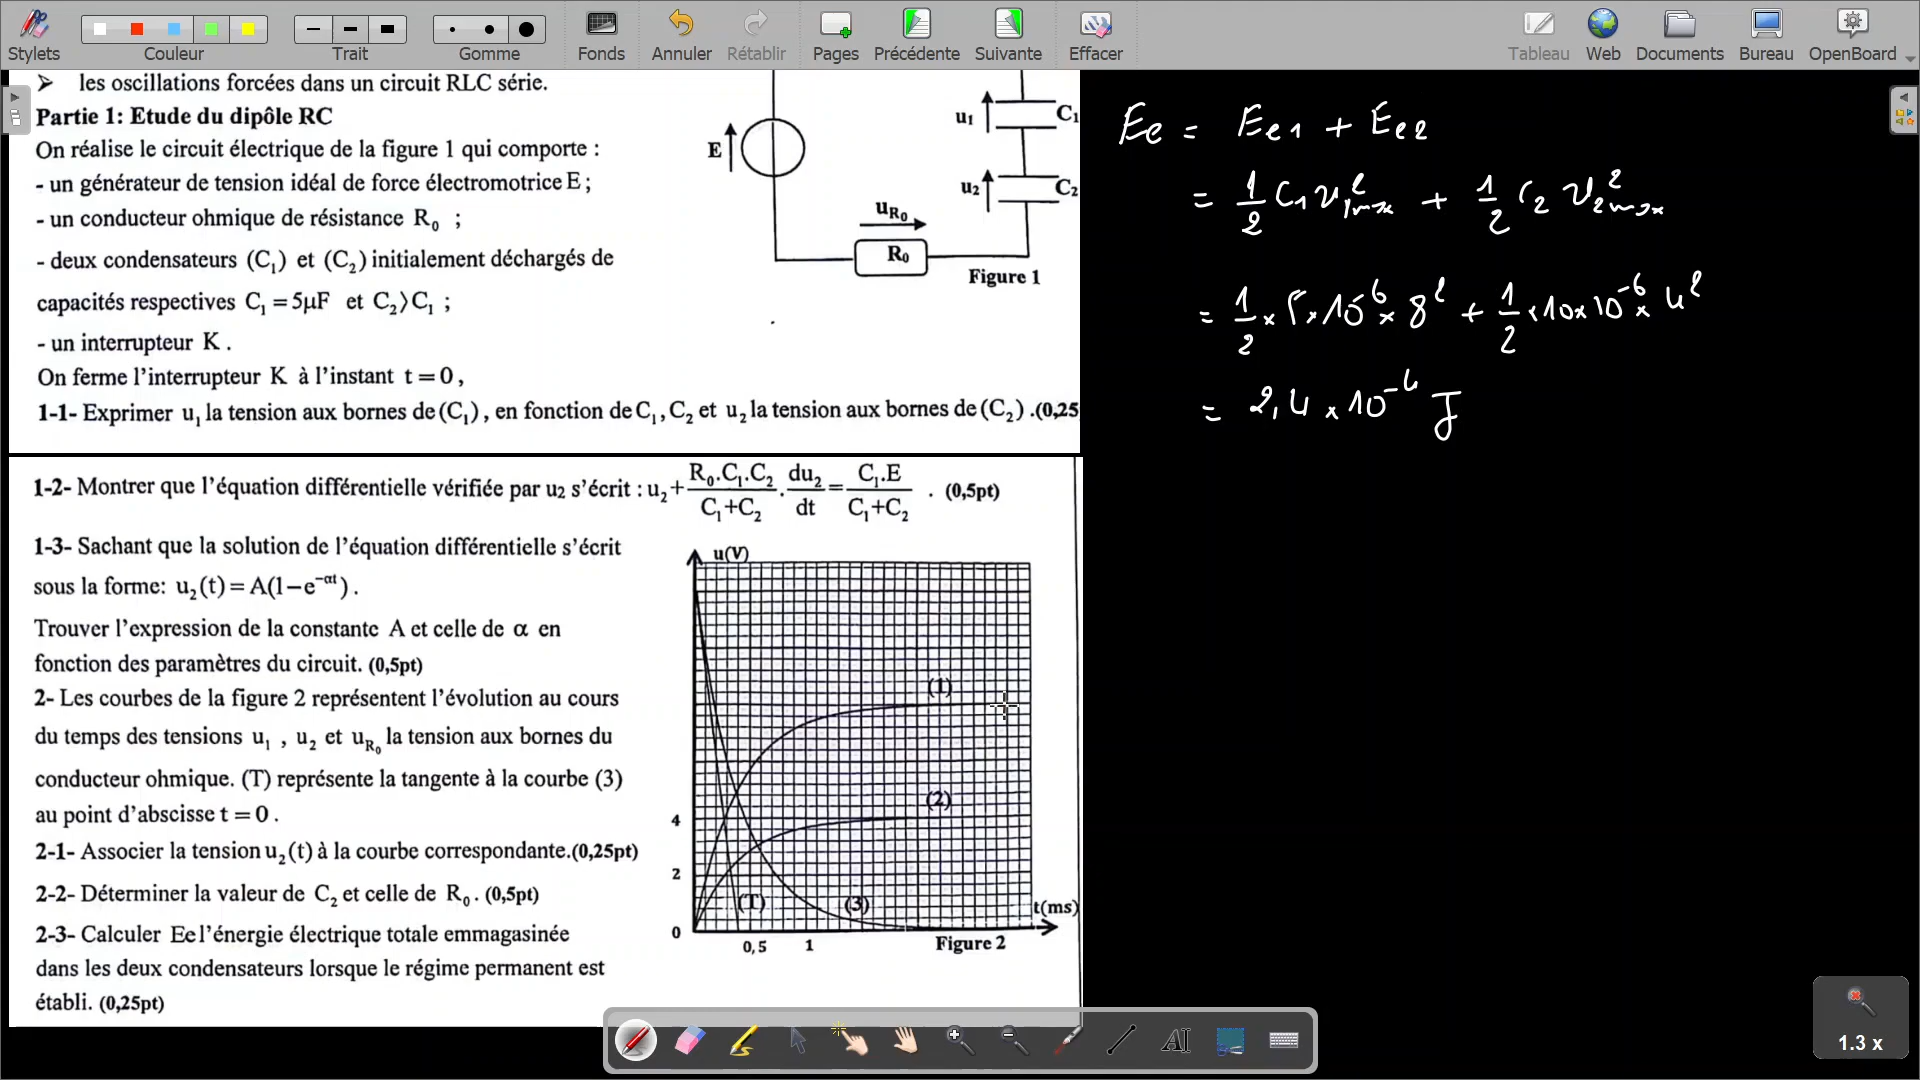 Stylets Couleur Trait Gomme Fonds Annuler Rétablir Pages Précédente Suivante Effacer Tableau Web Documents Bureau OpenBoard
➢ les oscillations forcées dans un circuit RLC série.
Partie 1: Etude du dipôle RC
On réalise le circuit électrique de la figure 1 qui comporte :
- un générateur de tension idéal de force électromotrice E ;
- un conducteur ohmique de résistance R₀ ;
- deux condensateurs (C₁) et (C₂) initialement déchargés de
capacités respectives C₁ = 5µF et C₂⟩C₁ ;
- un interrupteur K .
On ferme l'interrupteur K à l'instant t = 0 ,
1-1- Exprimer u₁ la tension aux bornes de (C₁) , en fonction de C₁ , C₂ et u₂ la tension aux bornes de (C₂) .(0,25
E
u₁ C₁
u₂ C₂
u_R₀
R₀
Figure 1
1-2- Montrer que l'équation différentielle vérifiée par u₂ s'écrit : u₂ + R₀.C₁.C₂/(C₁+C₂) . du₂/dt = C₁.E/(C₁+C₂) . (0,5pt)
1-3- Sachant que la solution de l'équation différentielle s'écrit
sous la forme: u₂(t) = A(1−e^(−αt)) .
Trouver l'expression de la constante A et celle de α en
fonction des paramètres du circuit. (0,5pt)
2- Les courbes de la figure 2 représentent l'évolution au cours
du temps des tensions u₁ , u₂ et u_R₀ la tension aux bornes du
conducteur ohmique. (T) représente la tangente à la courbe (3)
au point d'abscisse t = 0 .
2-1- Associer la tension u₂(t) à la courbe correspondante.(0,25pt)
2-2- Déterminer la valeur de C₂ et celle de R₀ . (0,5pt)
2-3- Calculer Ee l'énergie électrique totale emmagasinée
dans les deux condensateurs lorsque le régime permanent est
établi. (0,25pt)
u(V)
(1)
(2)
4
2
(T) (3) t(ms)
0 0,5 1 Figure 2
Ee = Ee1 + Ee2
= 1/2 C₁ U²₁max + 1/2 C₂ U²₂max
= 1/2 × 5 × 10⁻⁶ × 8² + 1/2 × 10 × 10⁻⁶ × 4²
= 2,4 × 10⁻⁴ J
AI
1.3 x